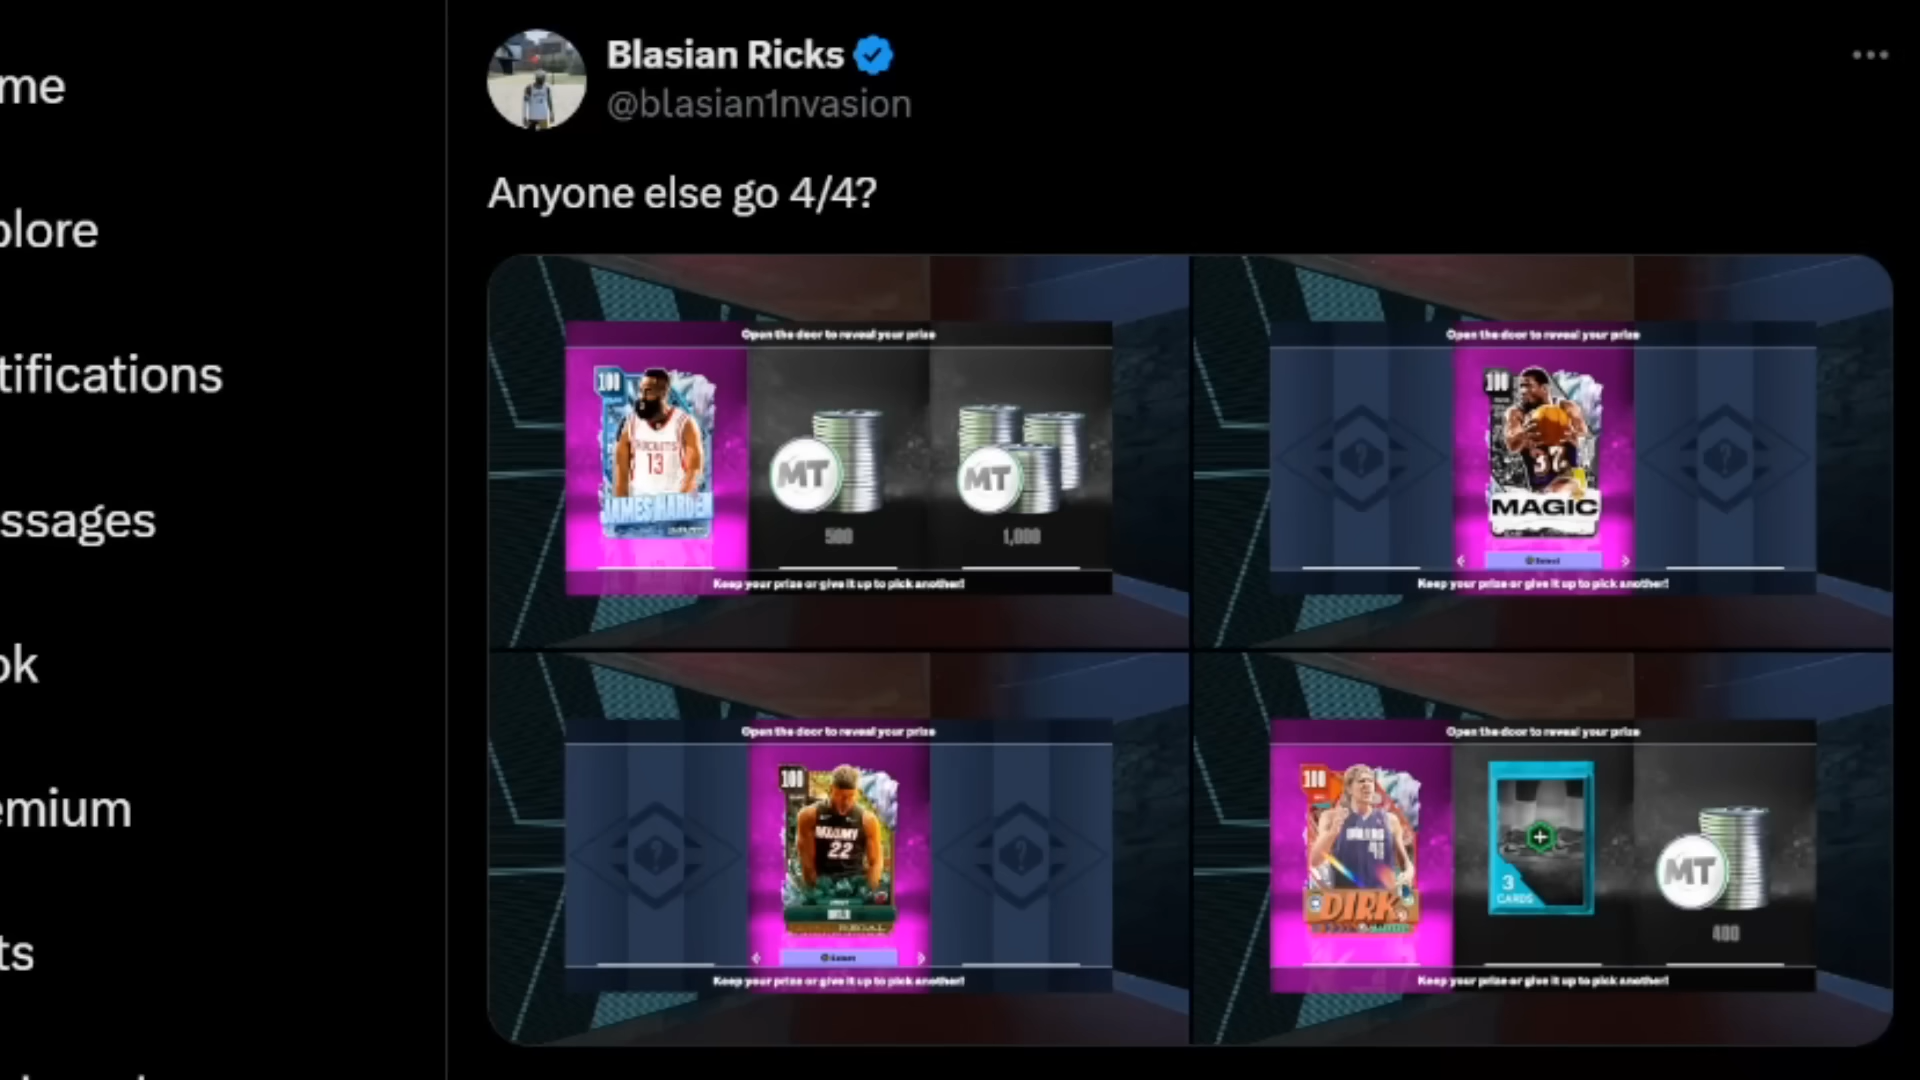 me
plore
tifications
ssages
ok
emium
ts
Blasian Ricks
@blasian1nvasion
Anyone else go 4/4?
Open the door to reveal your prize
100
ROCKETS
13
JAMES HARDEN
MT
500
MT
1,000
Keep your prize or give it up to pick another!
Open the door to reveal your prize
100
32
MAGIC
Select
Keep your prize or give it up to pick another!
Open the door to reveal your prize
100
22
Keep your prize or give it up to pick another!
Open the door to reveal your prize
100
41
DIRK
3
CARDS
MT
400
Keep your prize or give it up to pick another!